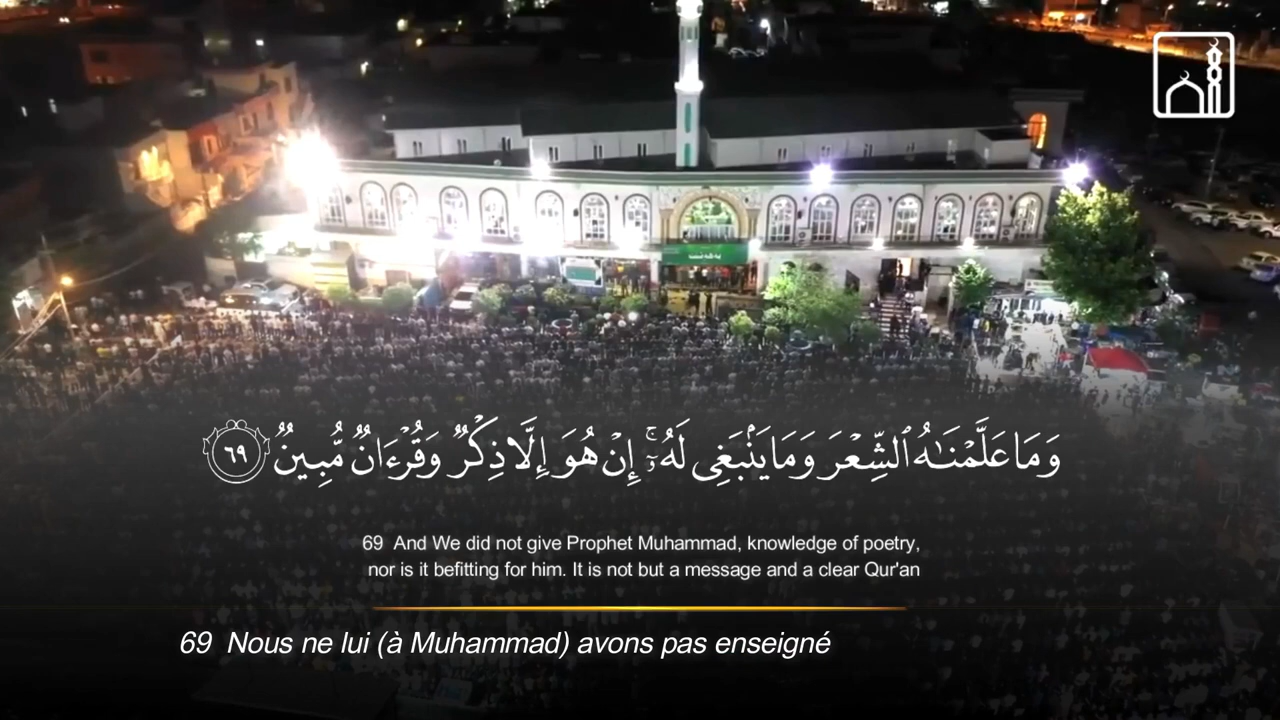 وَمَا عَلَّمْنَٰهُ ٱلشِّعْرَ وَمَا يَنۢبَغِى لَهُۥٓ ۚ إِنْ هُوَ إِلَّا ذِكْرٌ وَقُرْءَانٌ مُّبِينٌ ٦٩
69 And We did not give Prophet Muhammad, knowledge of poetry,
nor is it befitting for him. It is not but a message and a clear Qur'an
69 Nous ne lui (à Muhammad) avons pas enseigné